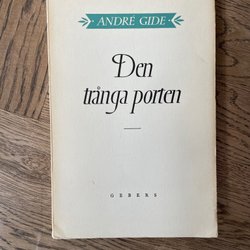 ANDRÉ GIDE
Den
trånga porten
GEBERS